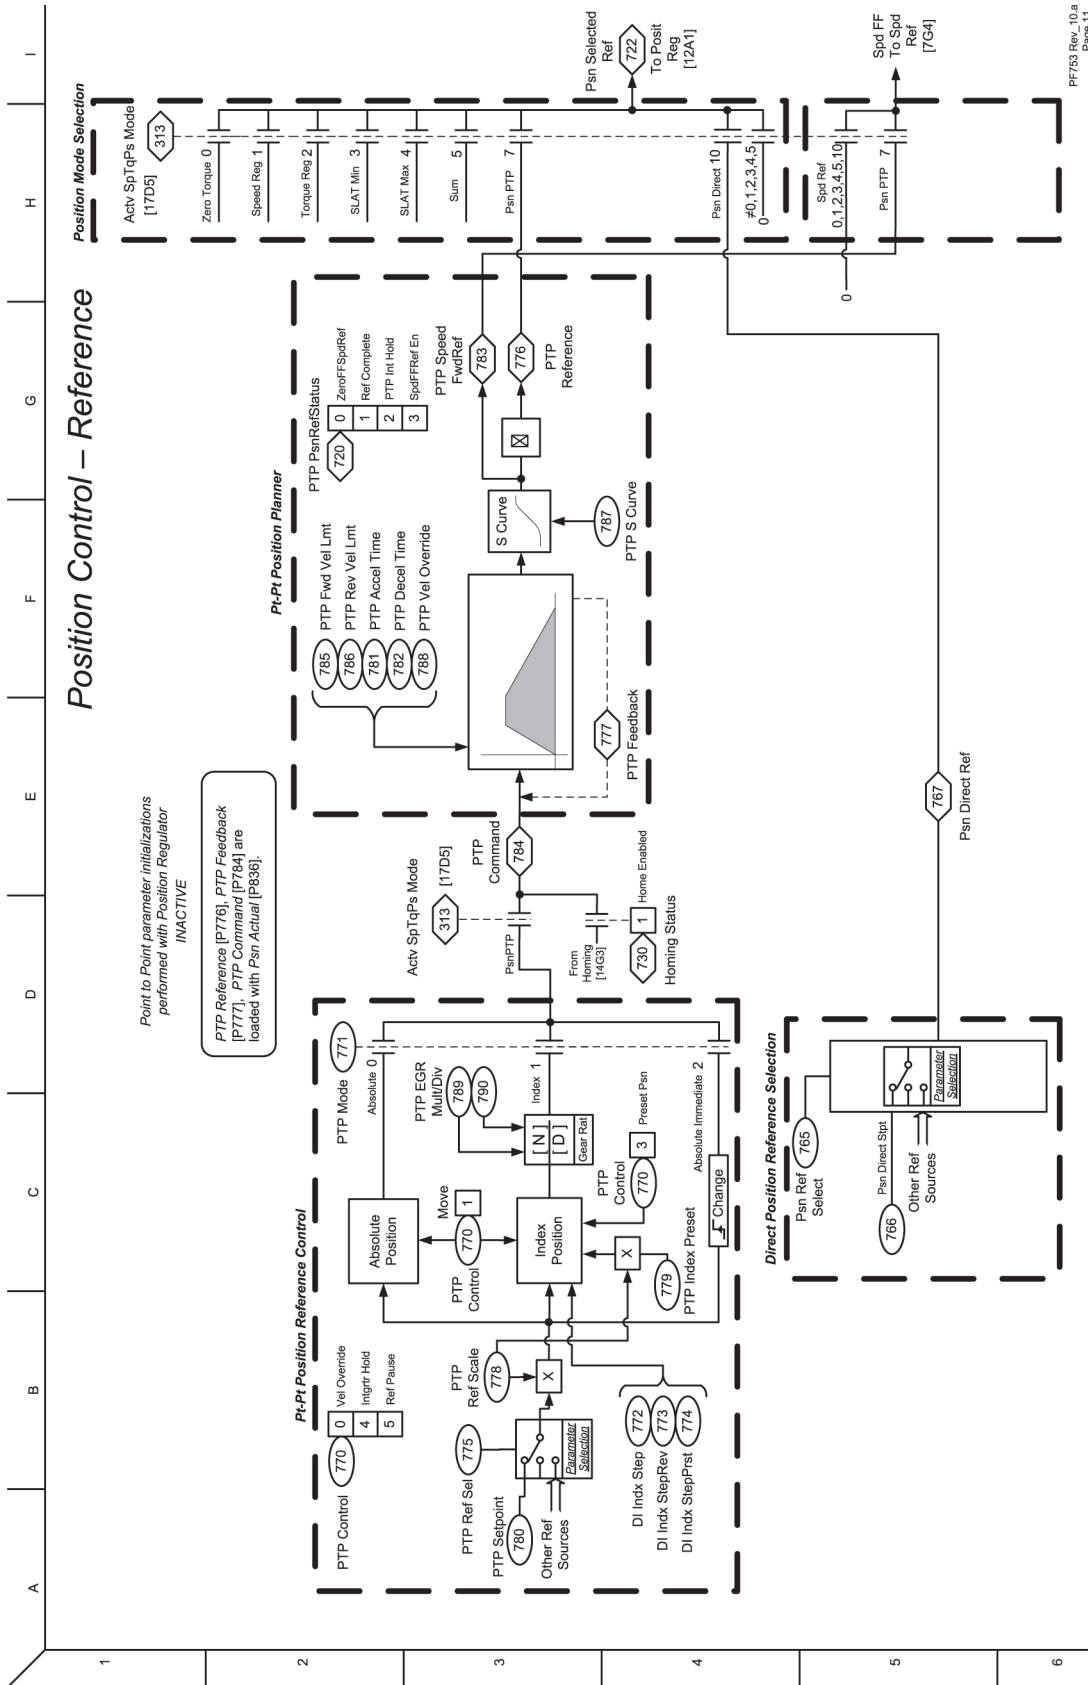 Position Control – Reference
A
B
C
D
E
F
G
H
I
1
2
3
4
5
6
Point to Point parameter initializations
performed with Position Regulator
INACTIVE
PTP Reference [P776], PTP Feedback
[P777], PTP Command [P784] are
loaded with Psn Actual [P836].
Pt-Pt Position Reference Control
PTP Control
770
0 Vel Override
4 Intgrtr Hold
5 Ref Pause
PTP Ref Sel
775
PTP Setpoint
780
Other Ref
Sources
Parameter
Selection
PTP
Ref Scale
778
X
DI Indx Step
772
DI Indx StepRev
773
DI Indx StepPrst
774
Absolute
Position
PTP
Control
770
Move
1
Index
Position
X
779
PTP Index Preset
PTP
Control
770
3 Preset Psn
Change
PTP EGR
Mult/Div
789
790
[ N ]
[ D ]
Gear Rat
PTP Mode
771
Absolute 0
Index 1
Absolute Immediate 2
Actv SpTqPs Mode
313
[17D5]
PsnPTP
From
Homing
[14G3]
730
1 Home Enabled
Homing Status
PTP
Command
784
Pt-Pt Position Planner
785 PTP Fwd Vel Lmt
786 PTP Rev Vel Lmt
781 PTP Accel Time
782 PTP Decel Time
788 PTP Vel Override
777
PTP Feedback
S Curve
787
PTP S Curve
PTP PsnRefStatus
720
0 ZeroFFSpdRef
1 Ref Complete
2 PTP Int Hold
3 SpdFFRef En
PTP Speed
FwdRef
783
776
PTP
Reference
Position Mode Selection
Actv SpTqPs Mode
[17D5]
313
Zero Torque 0
Speed Reg 1
Torque Reg 2
SLAT Min 3
SLAT Max 4
Sum 5
Psn PTP 7
Psn Direct 10
≠0,1,2,3,4,5
0
Spd Ref
0,1,2,3,4,5,10
0
Psn PTP 7
Psn Selected
Ref
722
To Posit
Reg
[12A1]
Spd FF
To Spd
Ref
[7G4]
Direct Position Reference Selection
Psn Ref
Select
765
766
Psn Direct Stpt
Other Ref
Sources
Parameter
Selection
767
Psn Direct Ref
PF753 Rev_10.a
Page 11